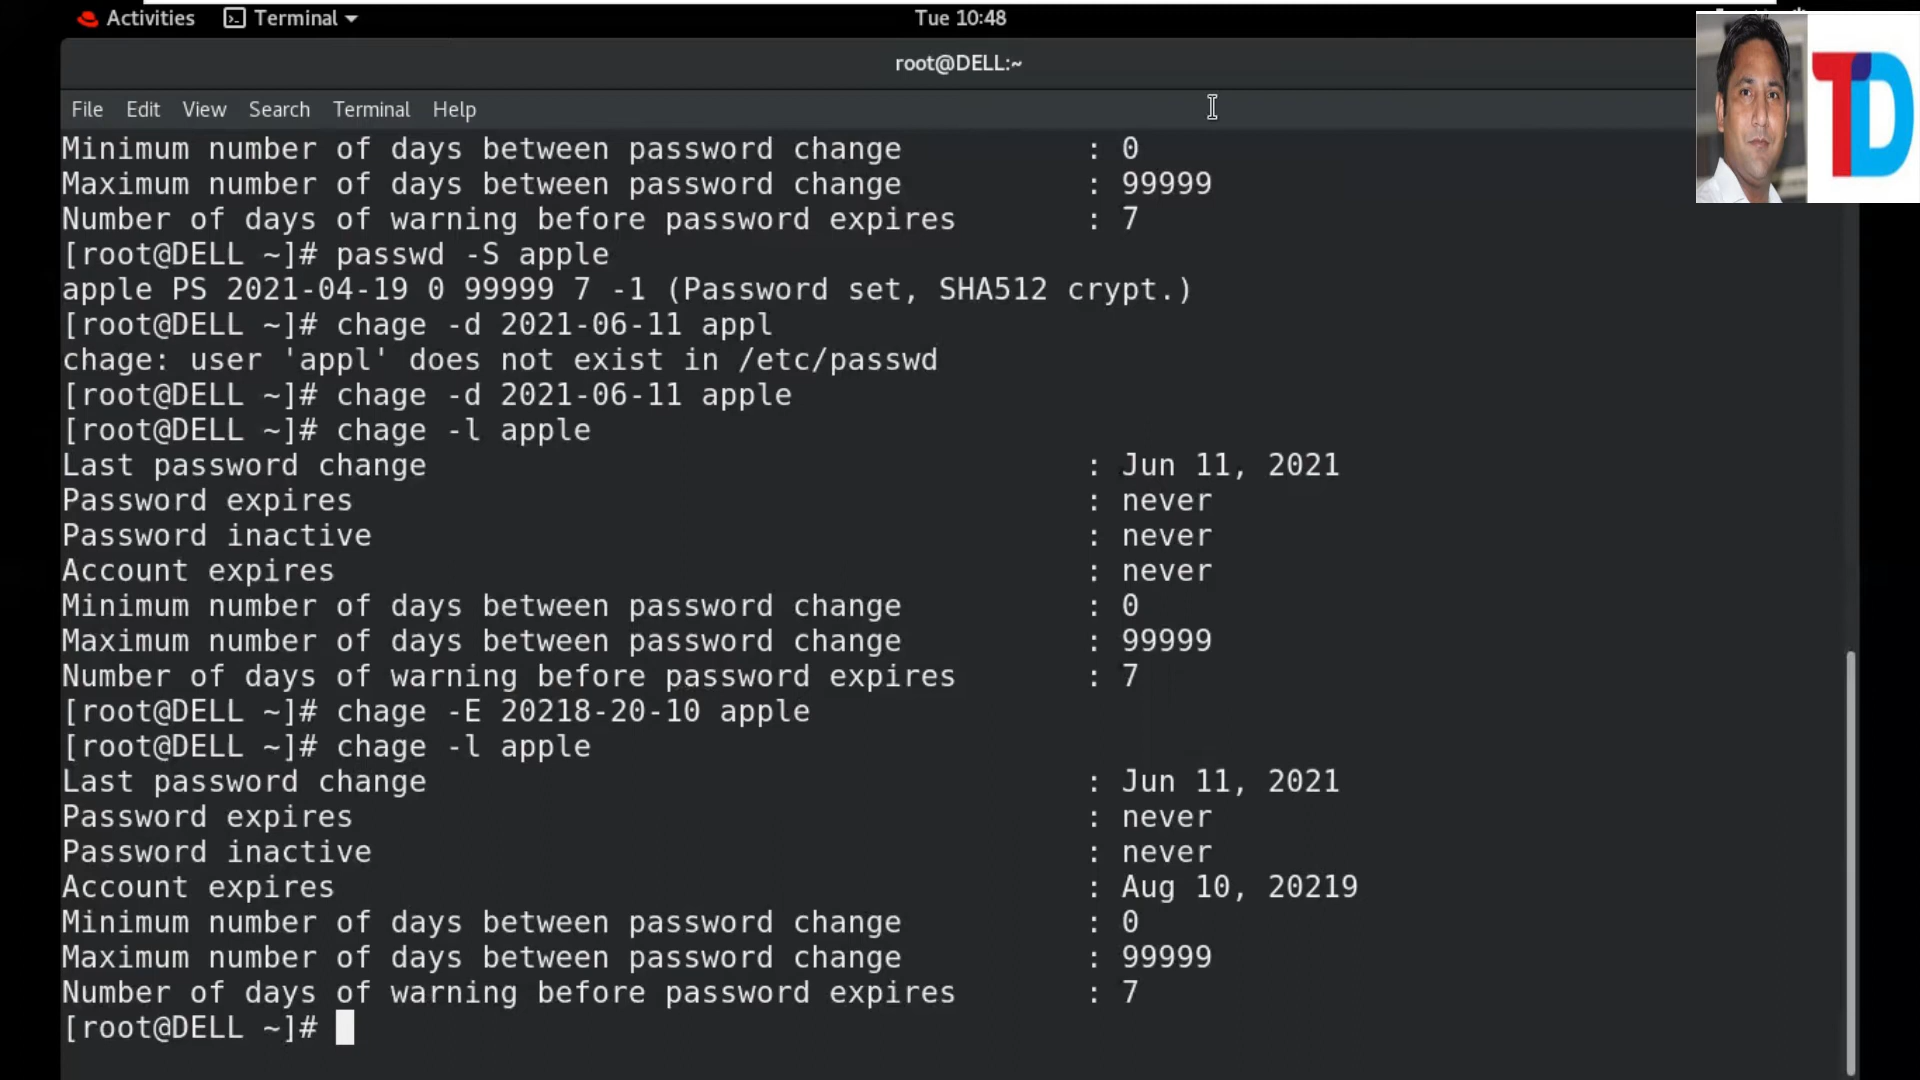 Activities Terminal Tue 10:48
root@DELL:~
File Edit View Search Terminal Help
Minimum number of days between password change : 0
Maximum number of days between password change : 99999
Number of days of warning before password expires : 7
[root@DELL ~]# passwd -S apple
apple PS 2021-04-19 0 99999 7 -1 (Password set, SHA512 crypt.)
[root@DELL ~]# chage -d 2021-06-11 appl
chage: user 'appl' does not exist in /etc/passwd
[root@DELL ~]# chage -d 2021-06-11 apple
[root@DELL ~]# chage -l apple
Last password change : Jun 11, 2021
Password expires : never
Password inactive : never
Account expires : never
Minimum number of days between password change : 0
Maximum number of days between password change : 99999
Number of days of warning before password expires : 7
[root@DELL ~]# chage -E 20218-20-10 apple
[root@DELL ~]# chage -l apple
Last password change : Jun 11, 2021
Password expires : never
Password inactive : never
Account expires : Aug 10, 20219
Minimum number of days between password change : 0
Maximum number of days between password change : 99999
Number of days of warning before password expires : 7
[root@DELL ~]#
TD